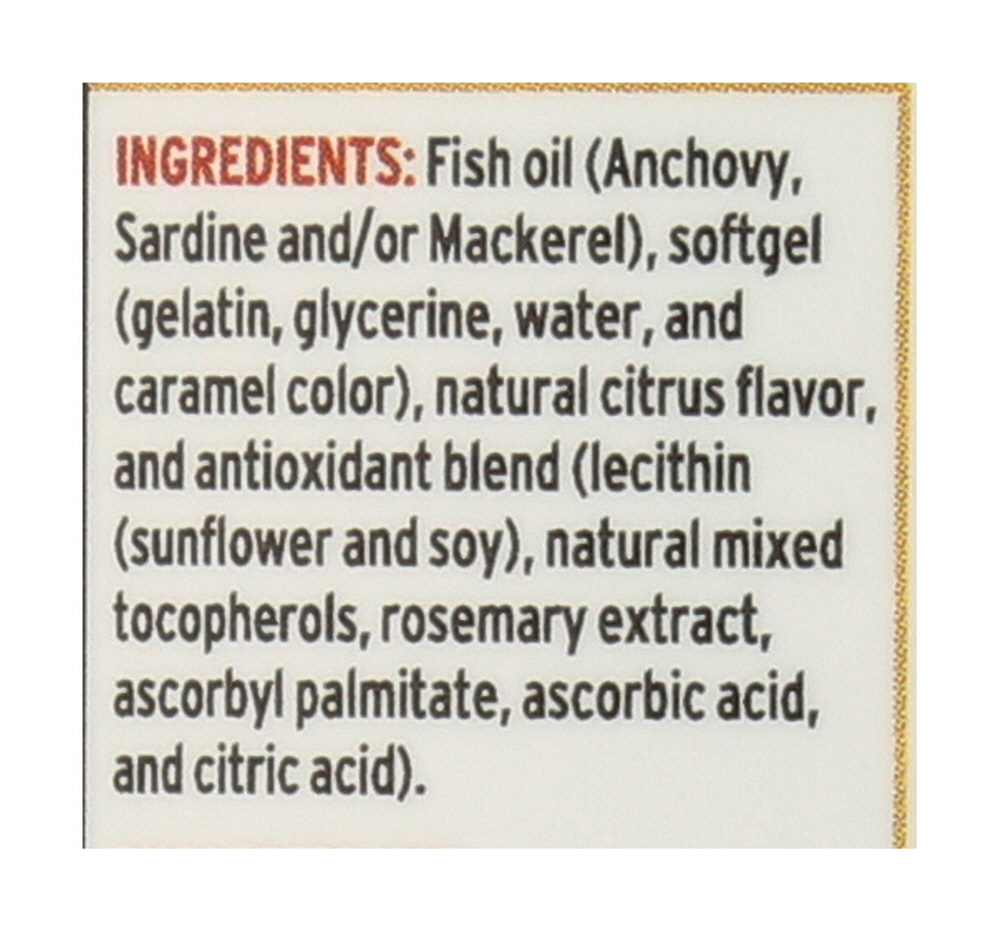 INGREDIENTS: Fish oil (Anchovy,
Sardine and/or Mackerel), softgel
(gelatin, glycerine, water, and
caramel color), natural citrus flavor,
and antioxidant blend (lecithin
(sunflower and soy), natural mixed
tocopherols, rosemary extract,
ascorbyl palmitate, ascorbic acid,
and citric acid).